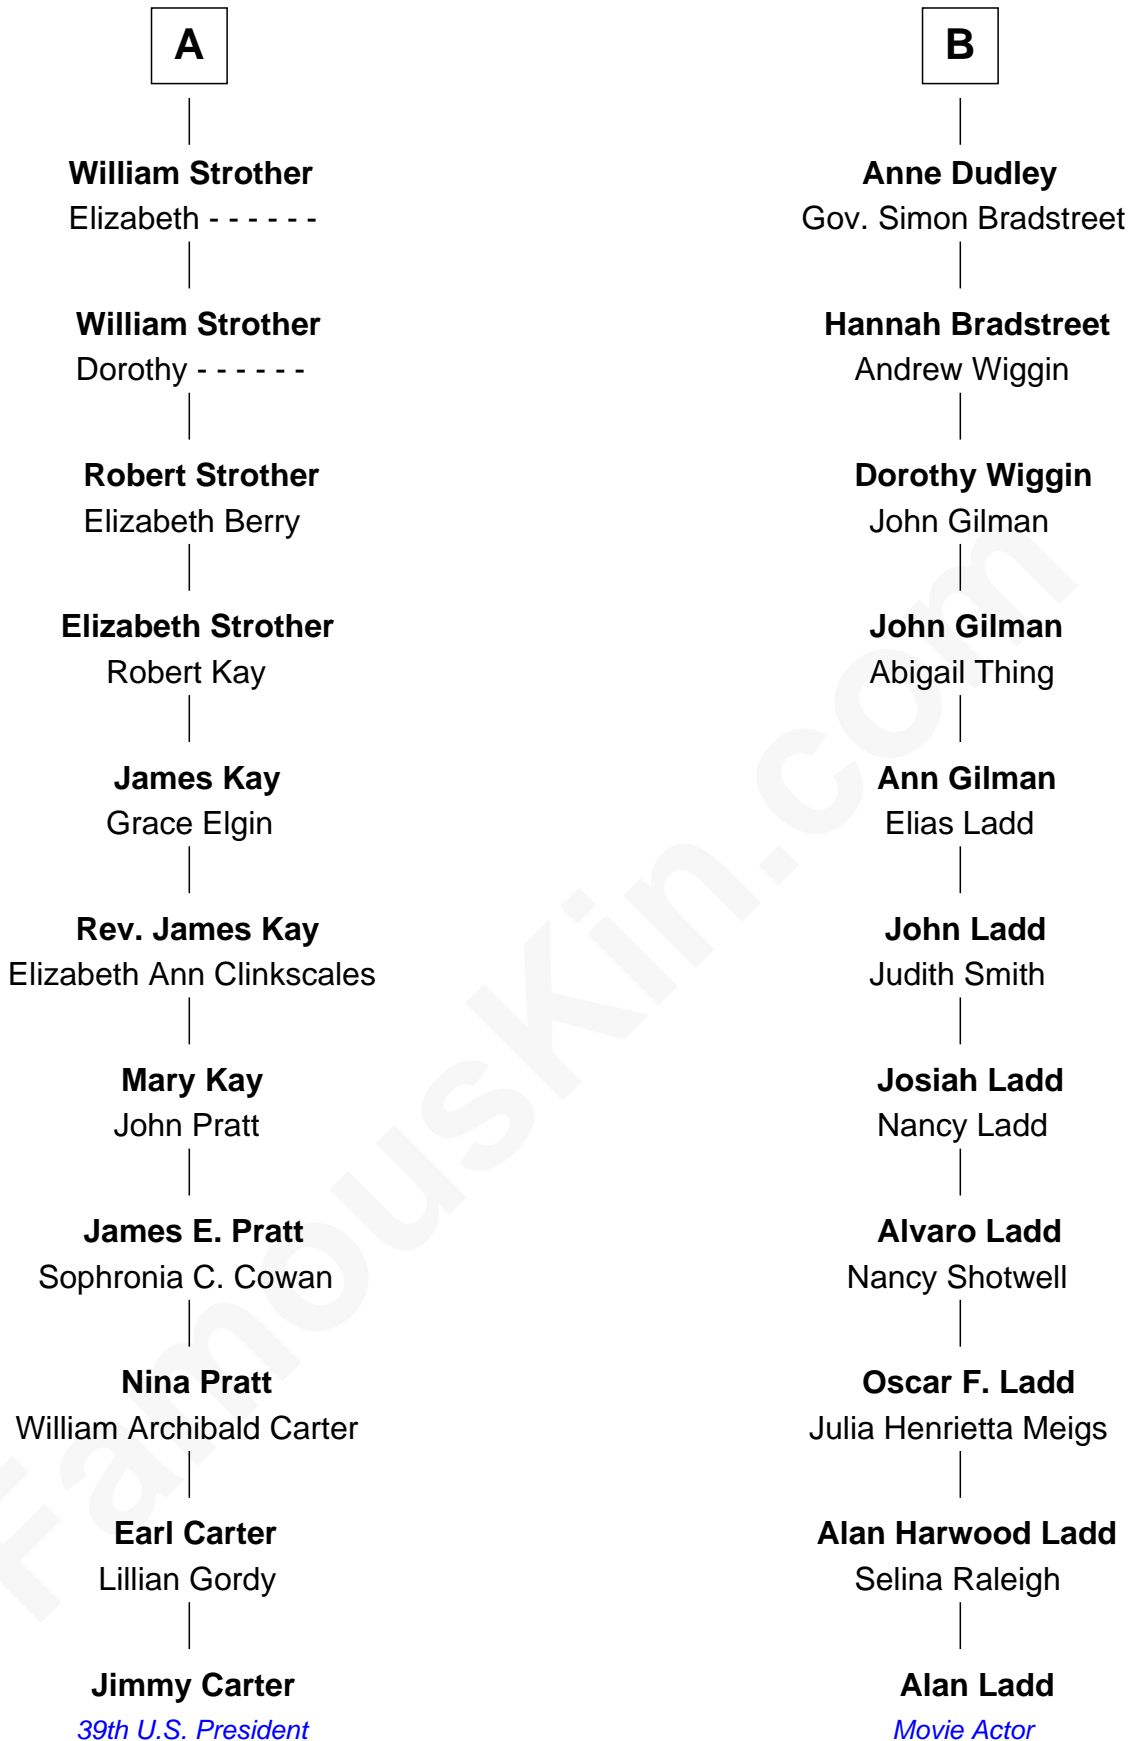 A
William Strother
Elizabeth - - - - - -
William Strother
Dorothy - - - - - -
Robert Strother
Elizabeth Berry
Elizabeth Strother
Robert Kay
James Kay
Grace Elgin
Rev. James Kay
Elizabeth Ann Clinkscales
Mary Kay
John Pratt
James E. Pratt
Sophronia C. Cowan
Nina Pratt
William Archibald Carter
Earl Carter
Lillian Gordy
Jimmy Carter
39th U.S. President
B
Anne Dudley
Gov. Simon Bradstreet
Hannah Bradstreet
Andrew Wiggin
Dorothy Wiggin
John Gilman
John Gilman
Abigail Thing
Ann Gilman
Elias Ladd
John Ladd
Judith Smith
Josiah Ladd
Nancy Ladd
Alvaro Ladd
Nancy Shotwell
Oscar F. Ladd
Julia Henrietta Meigs
Alan Harwood Ladd
Selina Raleigh
Alan Ladd
Movie Actor
FamousKin.com